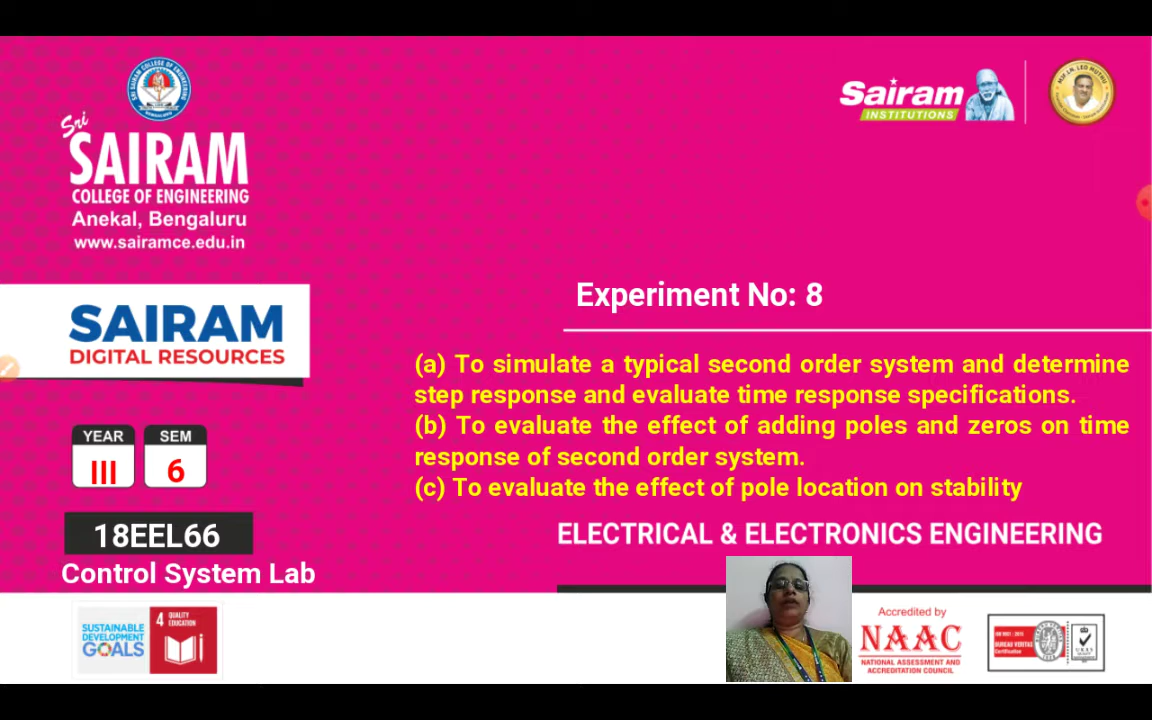 Sri
SAIRAM
COLLEGE OF ENGINEERING
Anekal, Bengaluru
www.sairamce.edu.in
Sairam
INSTITUTIONS
SAIRAM
DIGITAL RESOURCES
Experiment No: 8
(a) To simulate a typical second order system and determine
step response and evaluate time response specifications.
(b) To evaluate the effect of adding poles and zeros on time
response of second order system.
(c) To evaluate the effect of pole location on stability
YEAR
III
SEM
6
18EEL66
Control System Lab
ELECTRICAL & ELECTRONICS ENGINEERING
SUSTAINABLE
DEVELOPMENT
GOALS
4 QUALITY
EDUCATION
Accredited by
NAAC
NATIONAL ASSESSMENT AND
ACCREDITATION COUNCIL
BUREAU VERITAS
Certification